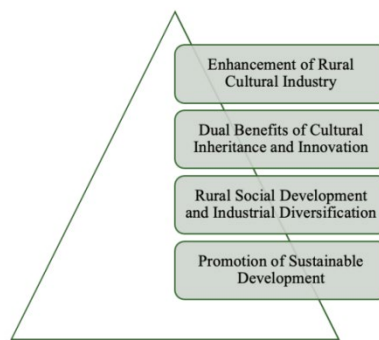 Enhancement of Rural
Cultural Industry
Dual Benefits of Cultural
Inheritance and Innovation
Rural Social Development
and Industrial Diversification
Promotion of Sustainable
Development